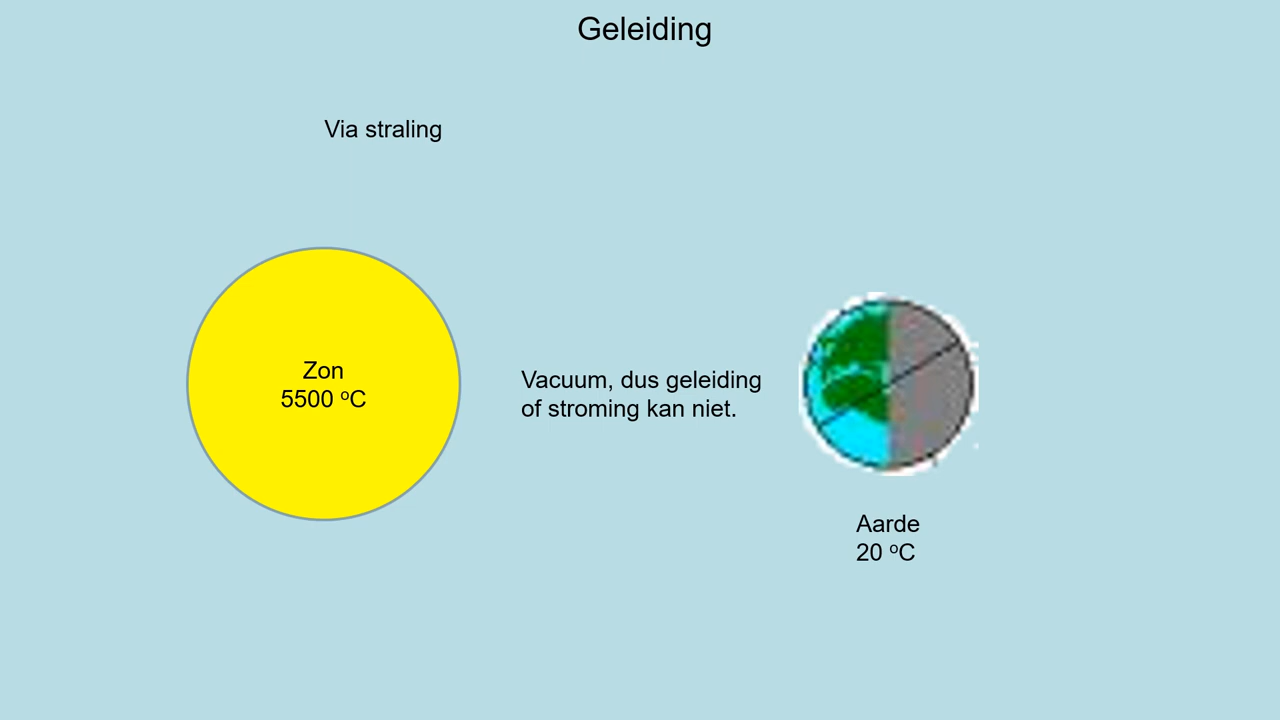 Geleiding
Via straling
Zon
5500 ºC
Vacuum, dus geleiding
of stroming kan niet.
Aarde
20 ºC